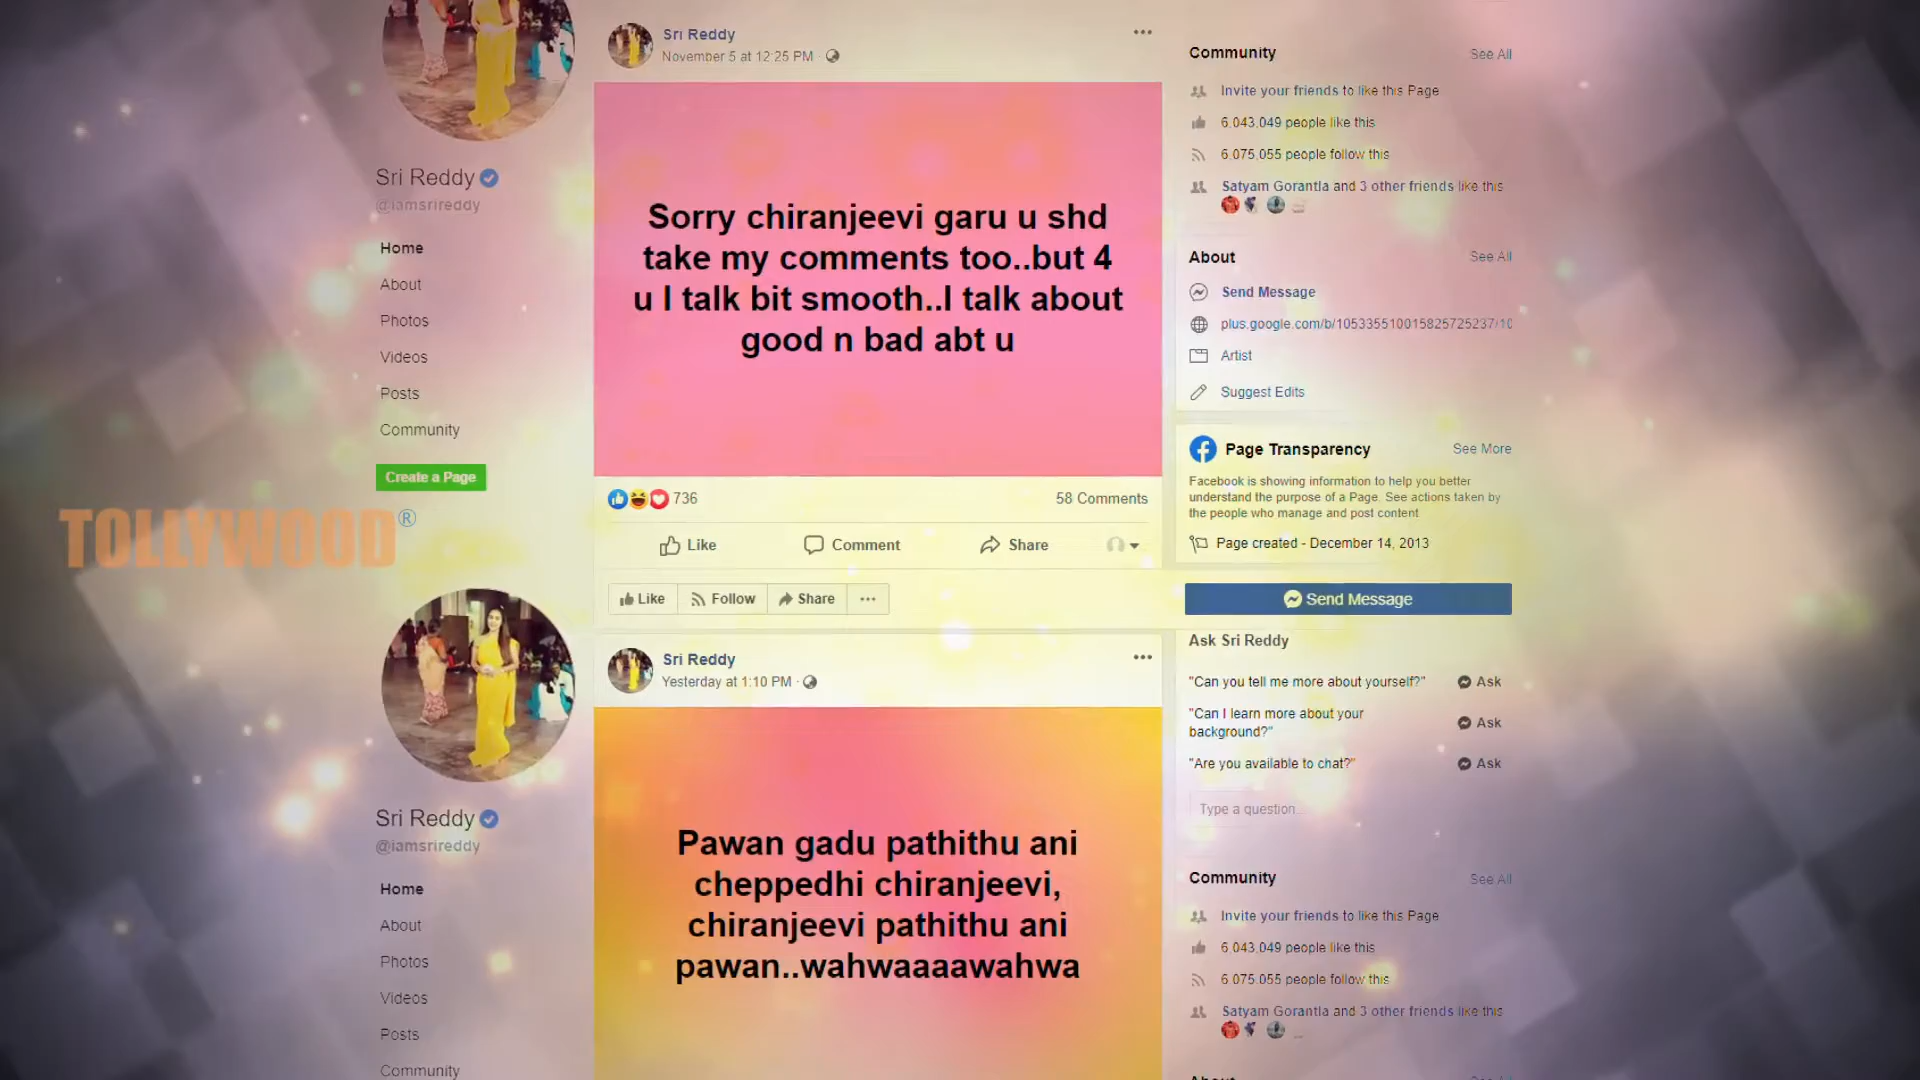 Sri Reddy
November 5 at 12:25 PM ·
Sorry chiranjeevi garu u shd
take my comments too..but 4
u I talk bit smooth..I talk about
good n bad abt u
736
58 Comments
Like
Comment
Share
Like
Follow
Share
Sri Reddy
@iamsrireddy
Home
About
Photos
Videos
Posts
Community
Create a Page
TOLLYWOOD®
Community
See All
Invite your friends to like this Page
6,043,049 people like this
6,075,055 people follow this
Satyam Gorantla and 3 other friends like this
About
See All
Send Message
plus.google.com/b/105335510015825725237/10
Artist
Suggest Edits
Page Transparency
See More
Facebook is showing information to help you better
understand the purpose of a Page. See actions taken by
the people who manage and post content
Page created - December 14, 2013
Send Message
Sri Reddy
Yesterday at 1:10 PM ·
Pawan gadu pathithu ani
cheppedhi chiranjeevi,
chiranjeevi pathithu ani
pawan..wahwaaaawahwa
Sri Reddy
@iamsrireddy
Home
About
Photos
Videos
Posts
Community
Ask Sri Reddy
"Can you tell me more about yourself?"
Ask
"Can I learn more about your
background?"
Ask
"Are you available to chat?"
Ask
Type a question...
Community
See All
Invite your friends to like this Page
6,043,049 people like this
6,075,055 people follow this
Satyam Gorantla and 3 other friends like this